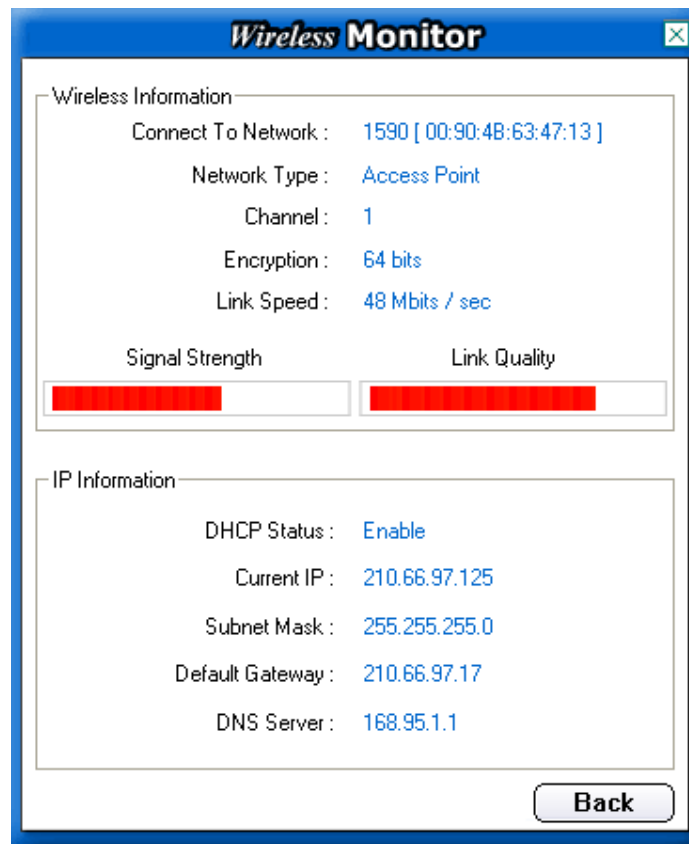 Wireless Monitor
Wireless Information
Connect To Network : 1590 [ 00:90:4B:63:47:13 ]
Network Type : Access Point
Channel : 1
Encryption : 64 bits
Link Speed : 48 Mbits / sec
Signal Strength Link Quality
IP Information
DHCP Status : Enable
Current IP : 210.66.97.125
Subnet Mask : 255.255.255.0
Default Gateway : 210.66.97.17
DNS Server : 168.95.1.1
Back